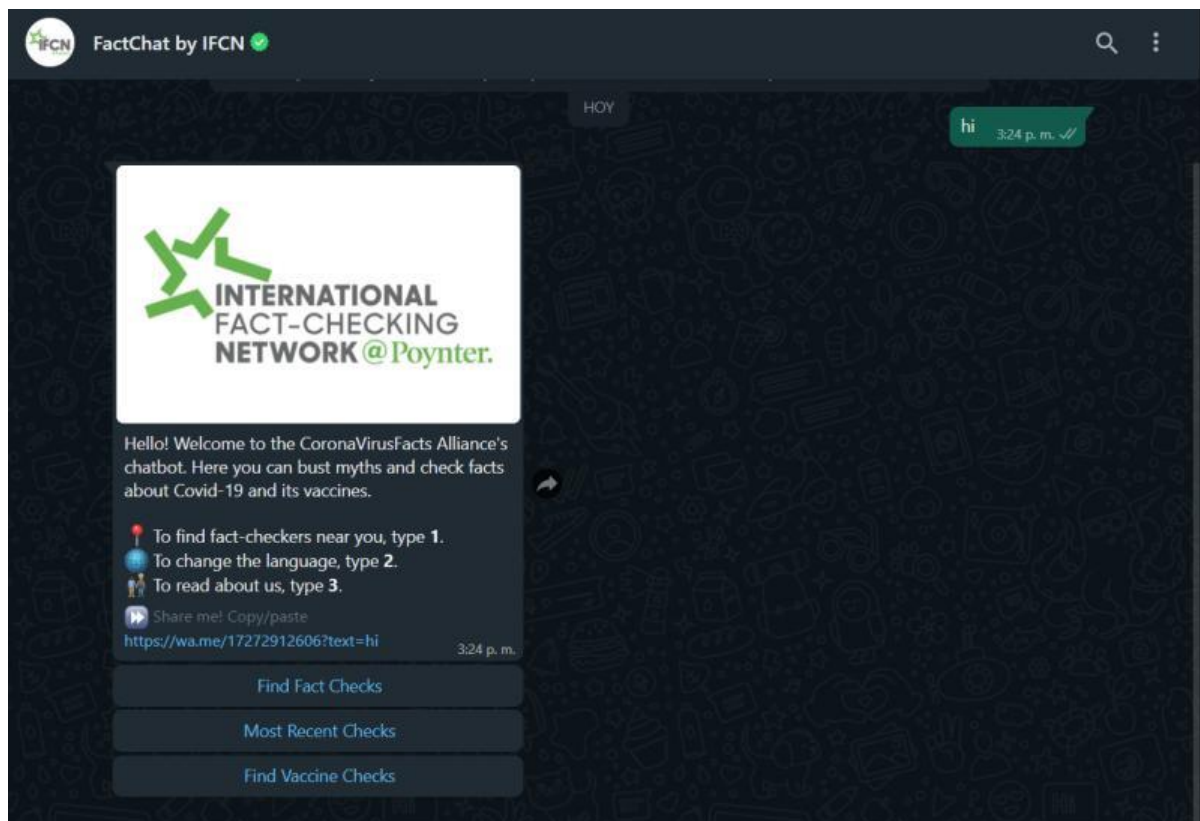 IFCN
FactChat by IFCN
HOY
hi
3:24 p. m.
INTERNATIONAL
FACT-CHECKING
NETWORK @Poynter.
Hello! Welcome to the CoronaVirusFacts Alliance's
chatbot. Here you can bust myths and check facts
about Covid-19 and its vaccines.
To find fact-checkers near you, type 1.
To change the language, type 2.
To read about us, type 3.
Share me! Copy/paste
https://wa.me/17272912606?text=hi
3:24 p. m.
Find Fact Checks
Most Recent Checks
Find Vaccine Checks